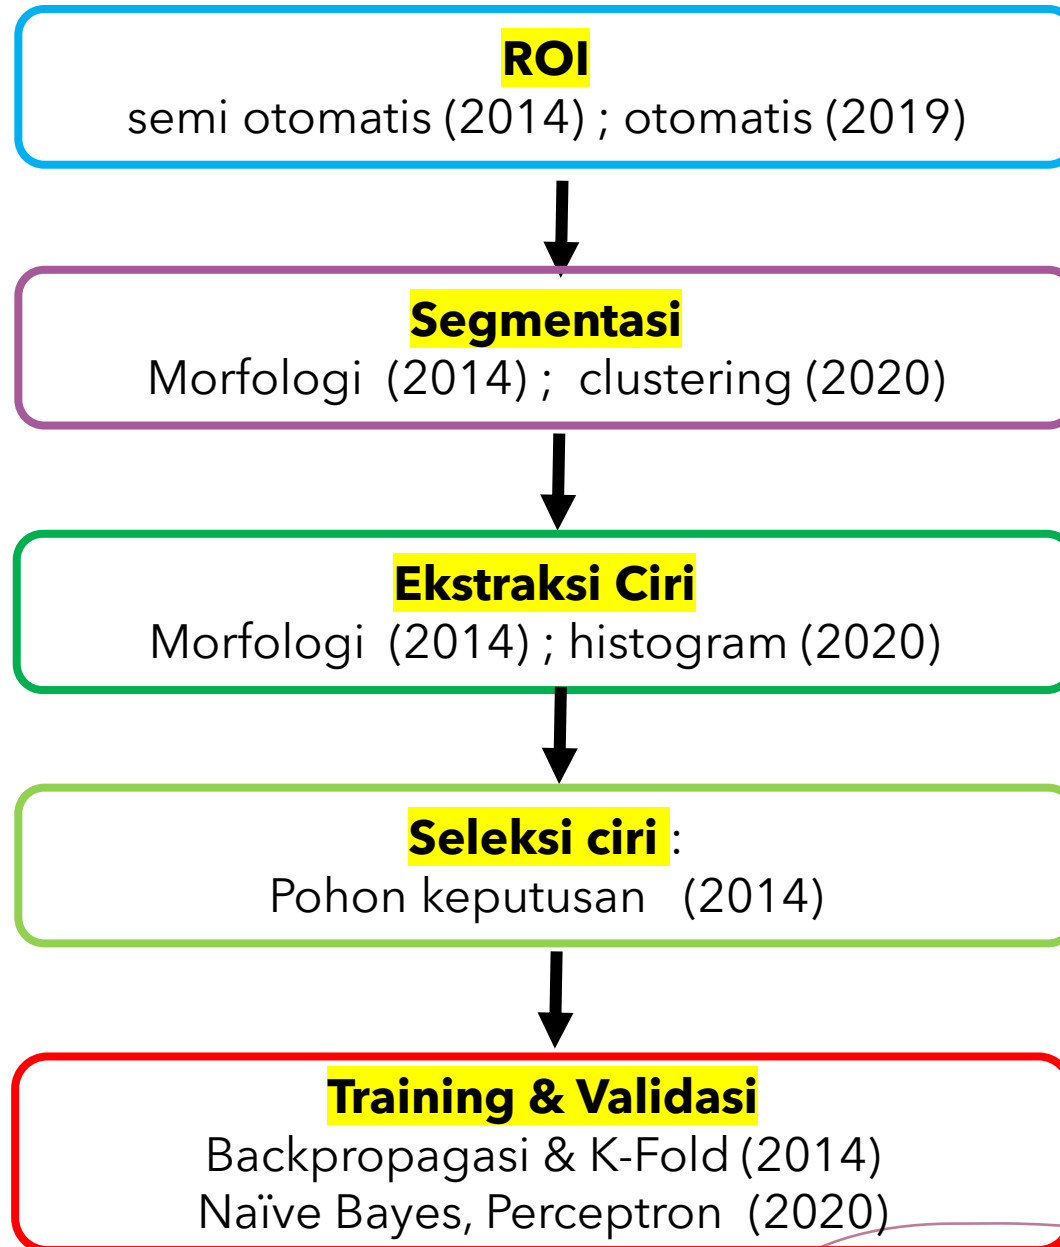 ROI
semi otomatis (2014) ; otomatis (2019)
Segmentasi
Morfologi (2014) ; clustering (2020)
Ekstraksi Ciri
Morfologi (2014) ; histogram (2020)
Seleksi ciri :
Pohon keputusan (2014)
Training & Validasi
Backpropagasi & K-Fold (2014)
Naïve Bayes, Perceptron (2020)